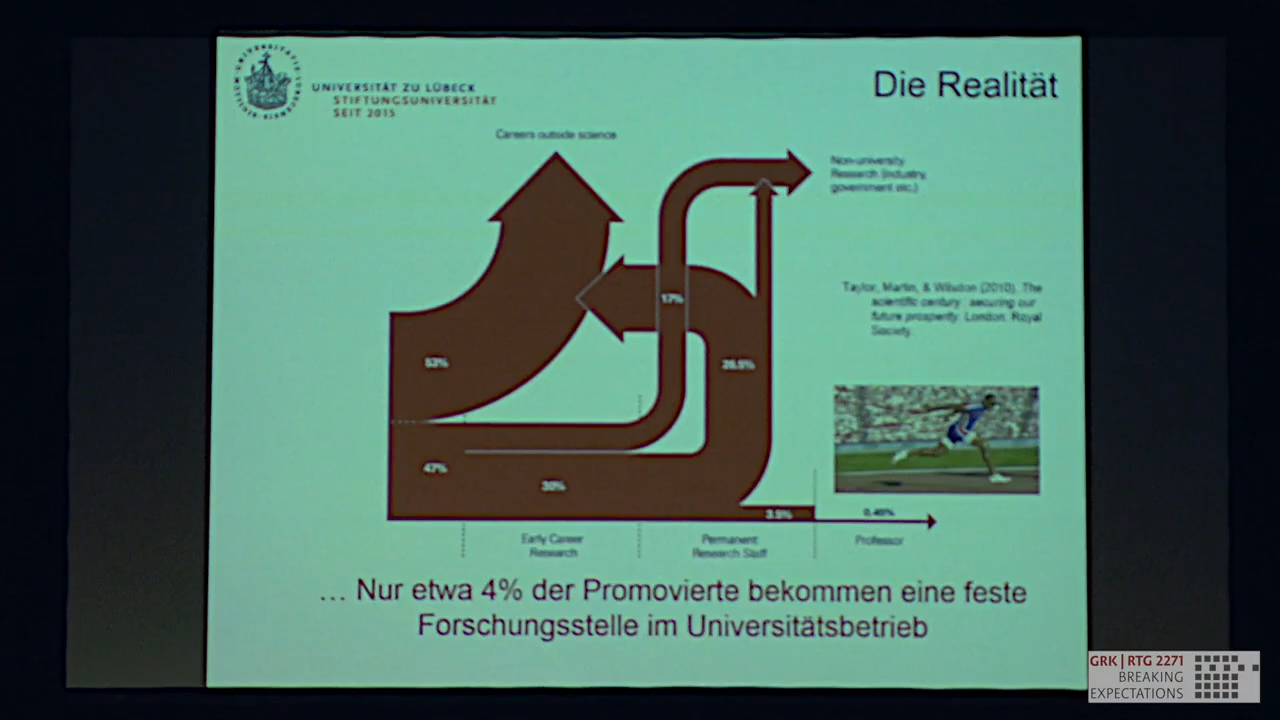 UNIVERSITÄT ZU LÜBECK
STIFTUNGSUNIVERSITÄT
SEIT 2015
Die Realität
Careers outside science
Non-university
Research (industry,
government etc.)
17%
Taylor, Martin, & Wilsdon (2010). The
scientific century : securing our
future prosperity. London: Royal
Society.
53%
26.5%
47%
30%
3.5%
0.45%
Early Career
Research
Permanent
Research Staff
Professor
… Nur etwa 4% der Promovierte bekommen eine feste
Forschungsstelle im Universitätsbetrieb
GRK | RTG 2271
BREAKING
EXPECTATIONS